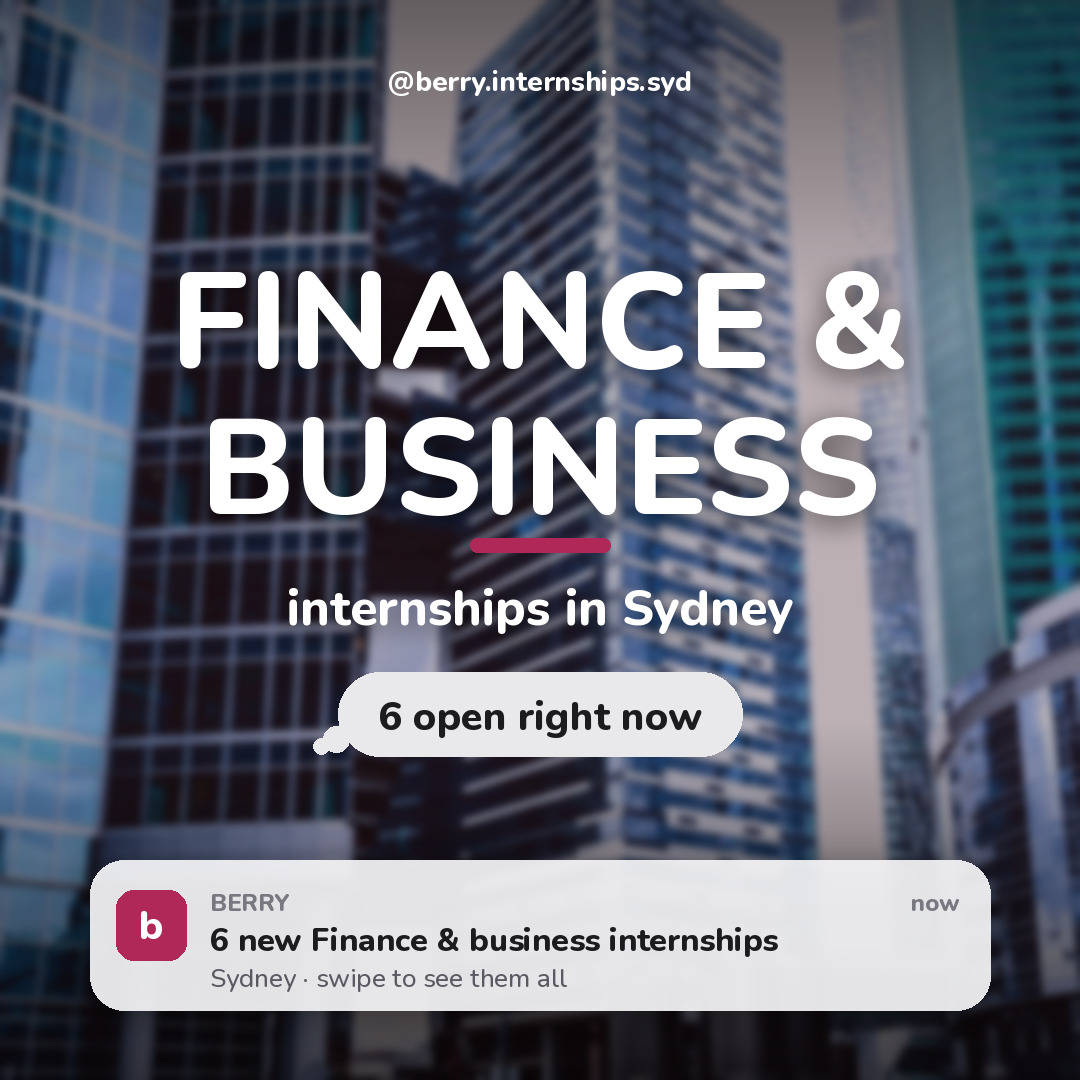 @berry.internships.syd
FINANCE &
BUSINESS
internships in Sydney
6 open right now
b
BERRY
now
6 new Finance & business internships
Sydney · swipe to see them all